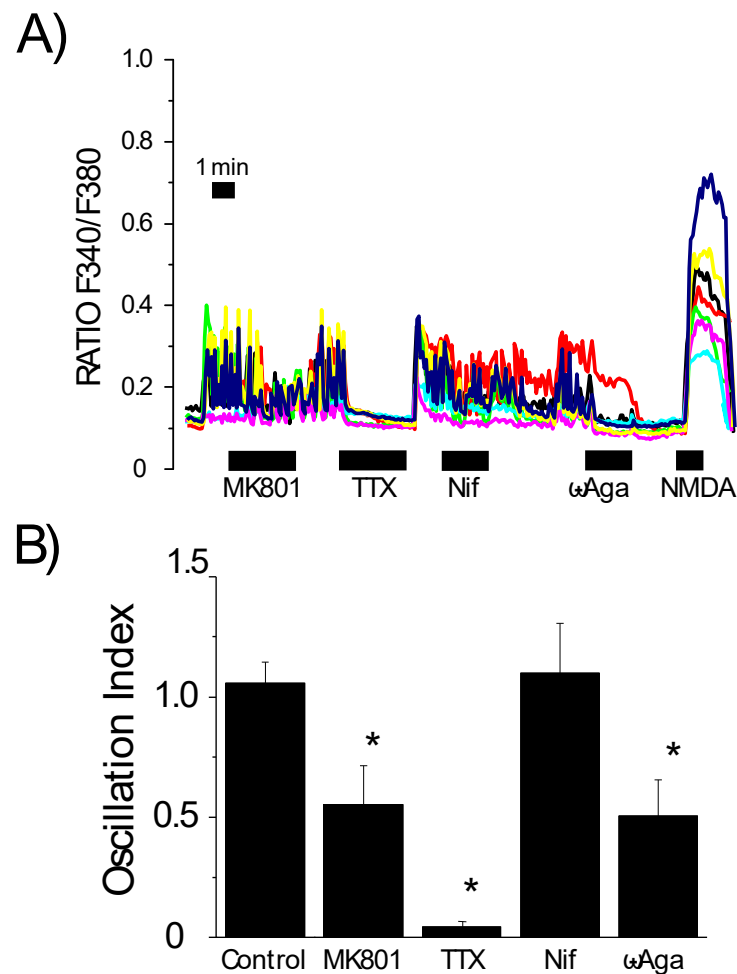 A)
1.0
0.8
0.6
0.4
0.2
0
RATIO F340/F380
1 min
MK801 TTX Nif ωAga NMDA
B)
1.5
1.0
0.5
0
Oscillation Index
* * *
Control MK801 TTX Nif ωAga